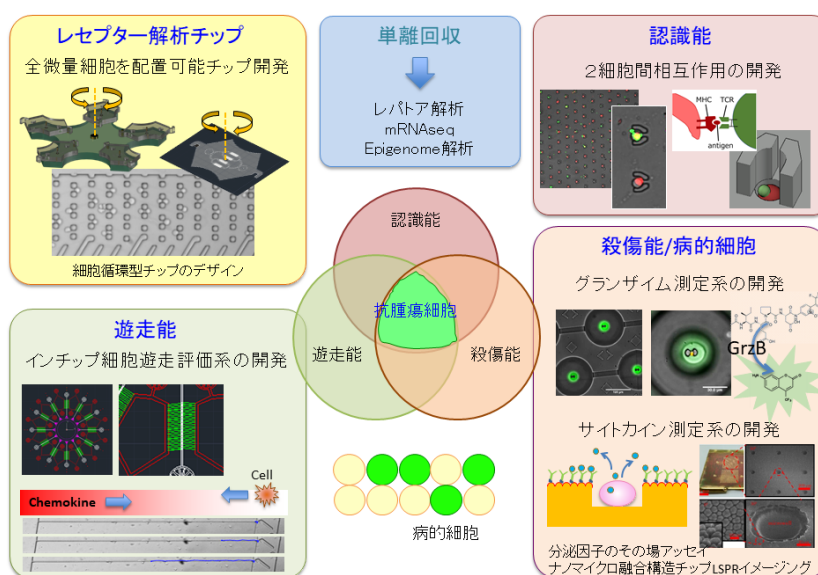 レセプター解析チップ
全微量細胞を配置可能チップ開発
細胞循環型チップのデザイン
単離回収
レパトア解析
mRNAseq
Epigenome解析
認識能
2細胞間相互作用の開発
MHC
TCR
antigen
認識能
遊走能
殺傷能
抗腫瘍細胞
病的細胞
遊走能
インチップ細胞遊走評価系の開発
Cell
Chemokine
殺傷能/病的細胞
グランザイム測定系の開発
GrzB
サイトカイン測定系の開発
分泌因子のその場アッセイ
ナノマイクロ融合構造チップLSPRイメージング